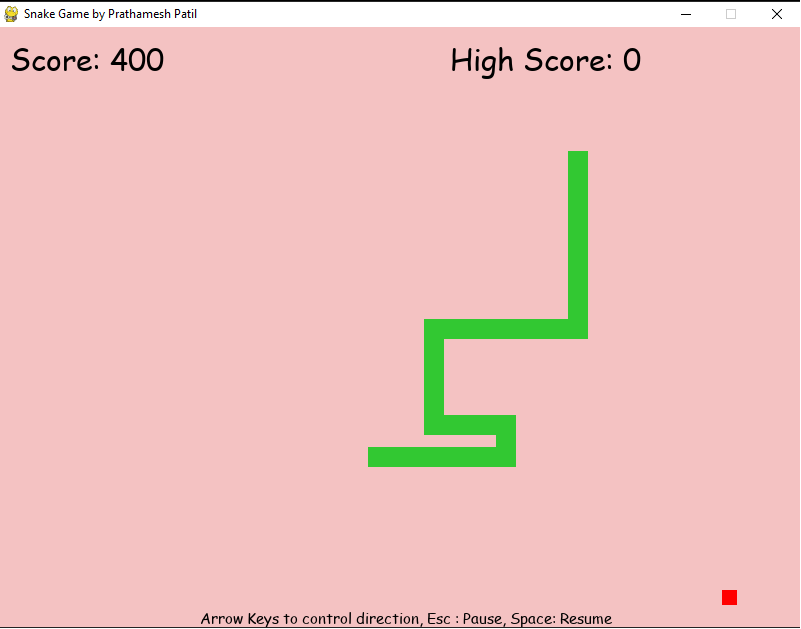 Snake Game by Prathamesh Patil
Score: 400
High Score: 0
Arrow Keys to control direction, Esc : Pause, Space: Resume